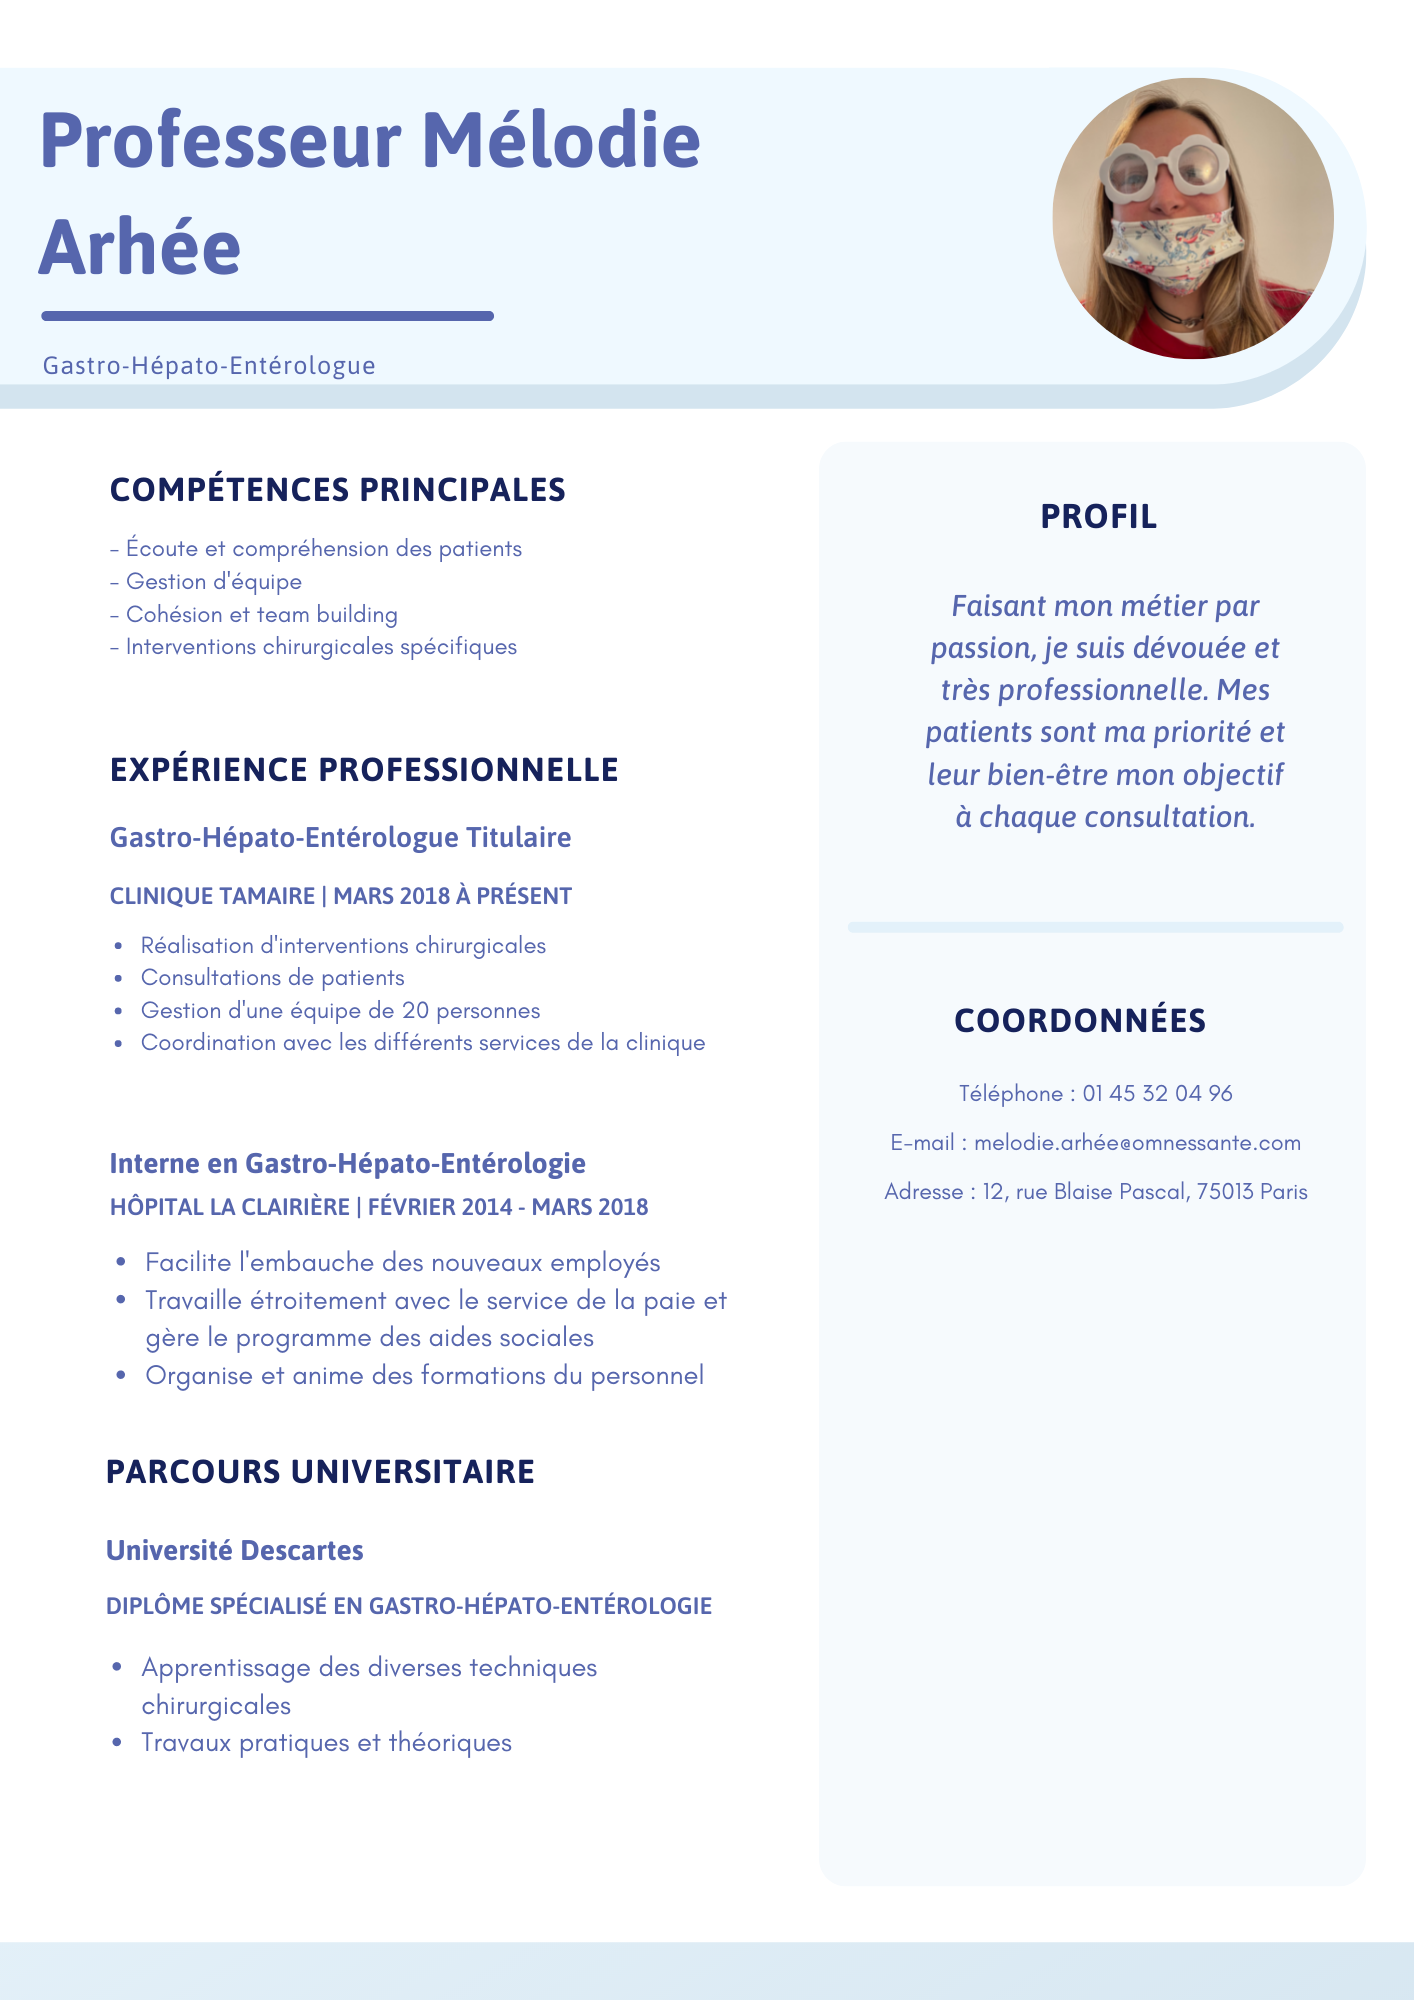 Professeur Mélodie
Arhée
Gastro-Hépato-Entérologue
COMPÉTENCES PRINCIPALES
- Écoute et compréhension des patients
- Gestion d'équipe
- Cohésion et team building
- Interventions chirurgicales spécifiques
EXPÉRIENCE PROFESSIONNELLE
Gastro-Hépato-Entérologue Titulaire
CLINIQUE TAMAIRE | MARS 2018 À PRÉSENT
• Réalisation d'interventions chirurgicales
• Consultations de patients
• Gestion d'une équipe de 20 personnes
• Coordination avec les différents services de la clinique
Interne en Gastro-Hépato-Entérologie
HÔPITAL LA CLAIRIÈRE | FÉVRIER 2014 - MARS 2018
• Facilite l'embauche des nouveaux employés
• Travaille étroitement avec le service de la paie et
gère le programme des aides sociales
• Organise et anime des formations du personnel
PARCOURS UNIVERSITAIRE
Université Descartes
DIPLÔME SPÉCIALISÉ EN GASTRO-HÉPATO-ENTÉROLOGIE
• Apprentissage des diverses techniques
chirurgicales
• Travaux pratiques et théoriques
PROFIL
Faisant mon métier par
passion, je suis dévouée et
très professionnelle. Mes
patients sont ma priorité et
leur bien-être mon objectif
à chaque consultation.
COORDONNÉES
Téléphone : 01 45 32 04 96
E-mail : melodie.arhée@omnessante.com
Adresse : 12, rue Blaise Pascal, 75013 Paris